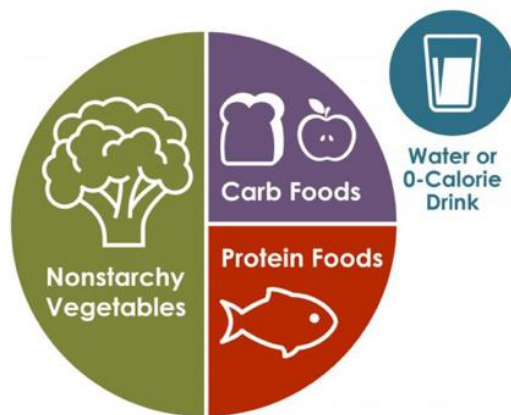 Nonstarchy
Vegetables
Carb Foods
Protein Foods
Water or
0-Calorie
Drink